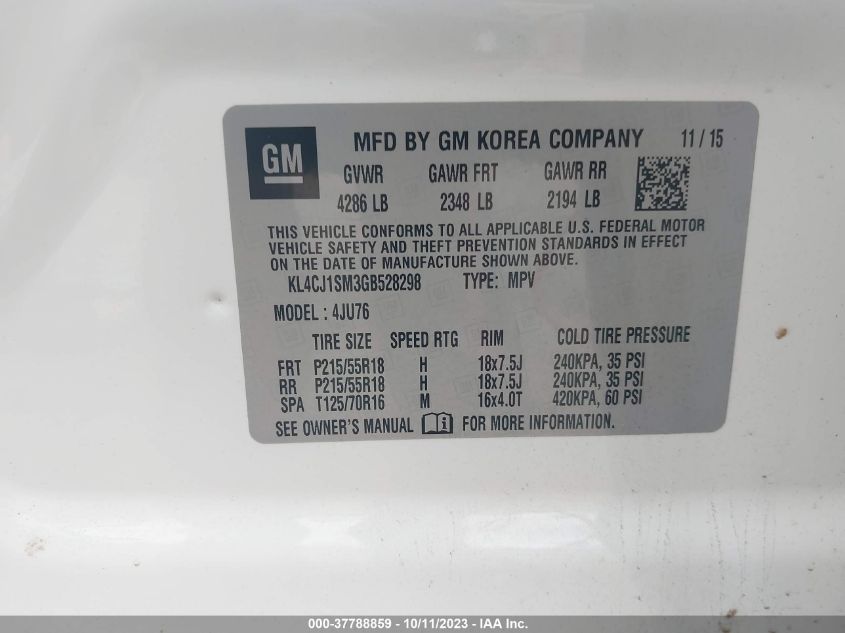 GM
MFD BY GM KOREA COMPANY 11 / 15
GVWR GAWR FRT GAWR RR
4286 LB 2348 LB 2194 LB
THIS VEHICLE CONFORMS TO ALL APPLICABLE U.S. FEDERAL MOTOR
VEHICLE SAFETY AND THEFT PREVENTION STANDARDS IN EFFECT
ON THE DATE OF MANUFACTURE SHOWN ABOVE.
KL4CJ1SM3GB528298 TYPE: MPV
MODEL : 4JU76
TIRE SIZE SPEED RTG RIM COLD TIRE PRESSURE
FRT P215/55R18 H 18x7.5J 240KPA, 35 PSI
RR P215/55R18 H 18x7.5J 240KPA, 35 PSI
SPA T125/70R16 M 16x4.0T 420KPA, 60 PSI
SEE OWNER'S MANUAL FOR MORE INFORMATION.
000-37788859 - 10/11/2023 - IAA Inc.